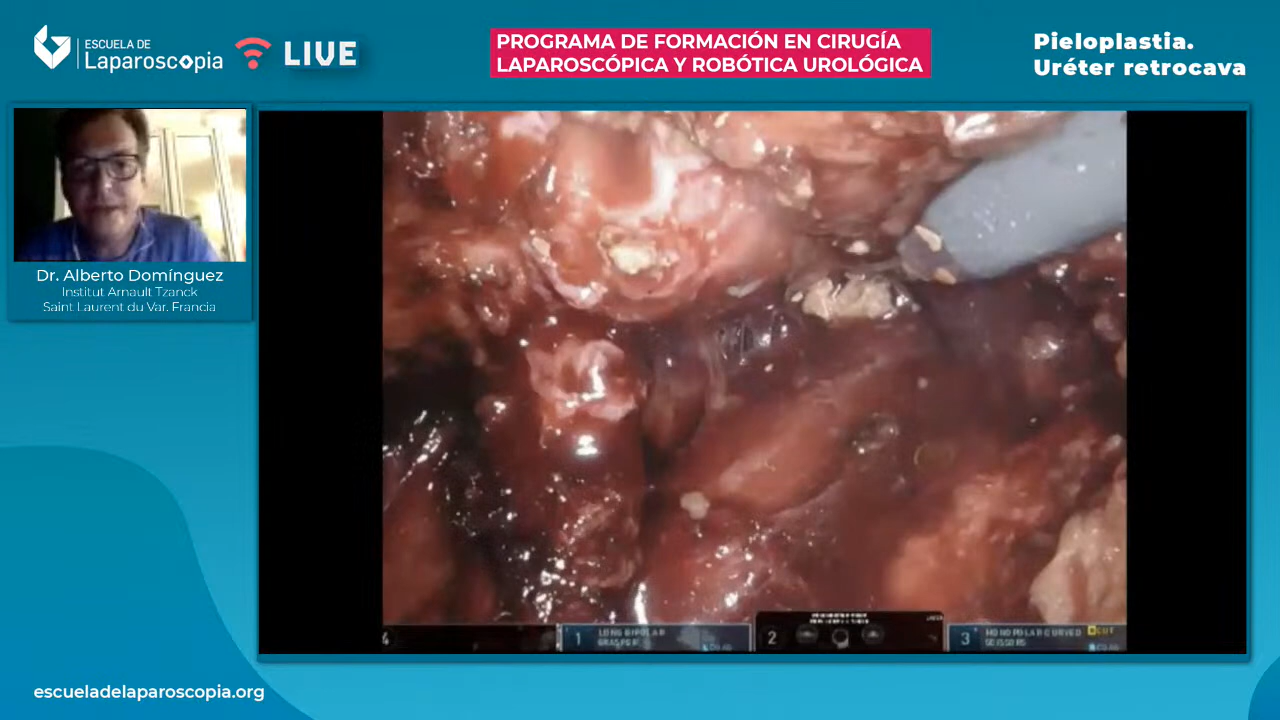 ESCUELA DE
Laparoscopia
LIVE
PROGRAMA DE FORMACIÓN EN CIRUGÍA
LAPAROSCÓPICA Y ROBÓTICA UROLÓGICA
Pieloplastia.
Uréter retrocava
Dr. Alberto Domínguez
Institut Arnault Tzanck
Saint Laurent du Var. Francia
4
1
LONG BIPOLAR
GRASPER
2
3
MONOPOLAR CURVED
SCISSORS
CUT
escueladelaparoscopia.org